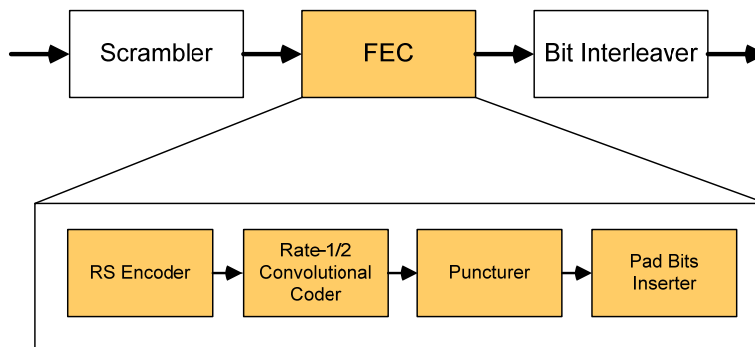 Scrambler
FEC
Bit Interleaver
RS Encoder
Rate-1/2
Convolutional
Coder
Puncturer
Pad Bits
Inserter